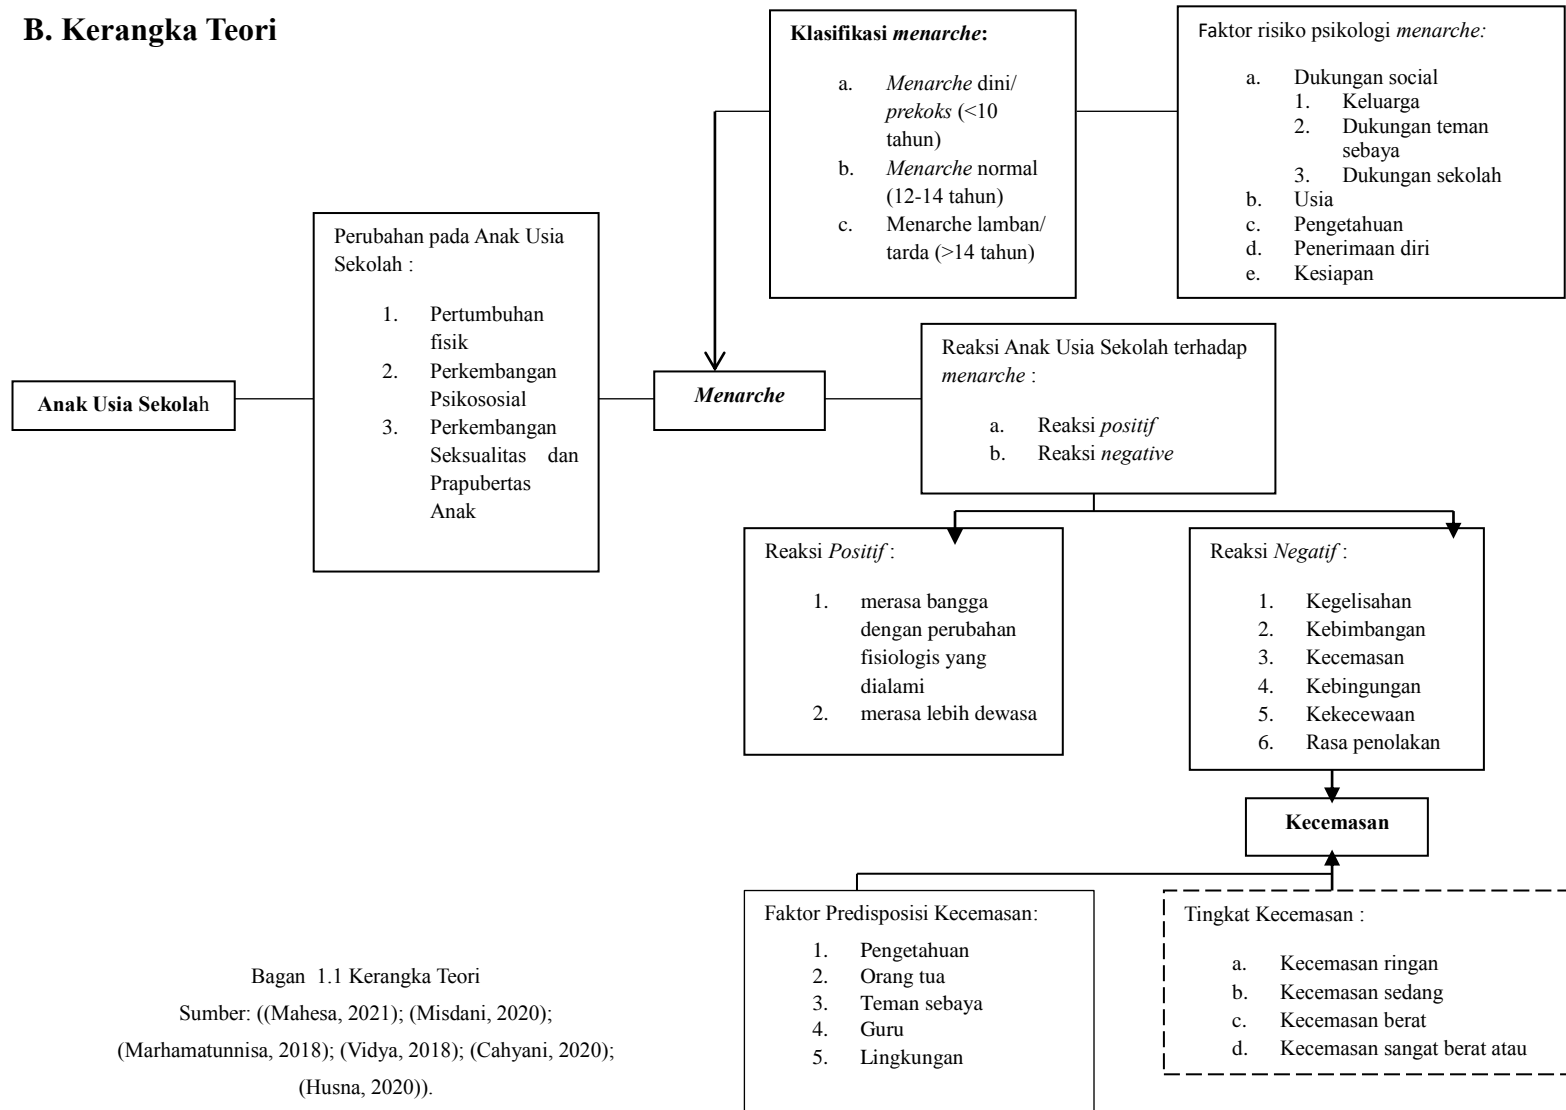 B. Kerangka Teori
Klasifikasi menarche:
a. Menarche dini/
prekoks (<10
tahun)
b. Menarche normal
(12-14 tahun)
c. Menarche lamban/
tarda (>14 tahun)
Faktor risiko psikologi menarche:
a. Dukungan social
1. Keluarga
2. Dukungan teman
sebaya
3. Dukungan sekolah
b. Usia
c. Pengetahuan
d. Penerimaan diri
e. Kesiapan
Anak Usia Sekolah
Perubahan pada Anak Usia
Sekolah :
1. Pertumbuhan
fisik
2. Perkembangan
Psikososial
3. Perkembangan
Seksualitas dan
Prapubertas
Anak
Menarche
Reaksi Anak Usia Sekolah terhadap
menarche :
a. Reaksi positif
b. Reaksi negative
Reaksi Positif :
1. merasa bangga
dengan perubahan
fisiologis yang
dialami
2. merasa lebih dewasa
Reaksi Negatif :
1. Kegelisahan
2. Kebimbangan
3. Kecemasan
4. Kebingungan
5. Kekecewaan
6. Rasa penolakan
Kecemasan
Faktor Predisposisi Kecemasan:
1. Pengetahuan
2. Orang tua
3. Teman sebaya
4. Guru
5. Lingkungan
Tingkat Kecemasan :
a. Kecemasan ringan
b. Kecemasan sedang
c. Kecemasan berat
d. Kecemasan sangat berat atau
Bagan 1.1 Kerangka Teori
Sumber: ((Mahesa, 2021); (Misdani, 2020);
(Marhamatunnisa, 2018); (Vidya, 2018); (Cahyani, 2020);
(Husna, 2020)).